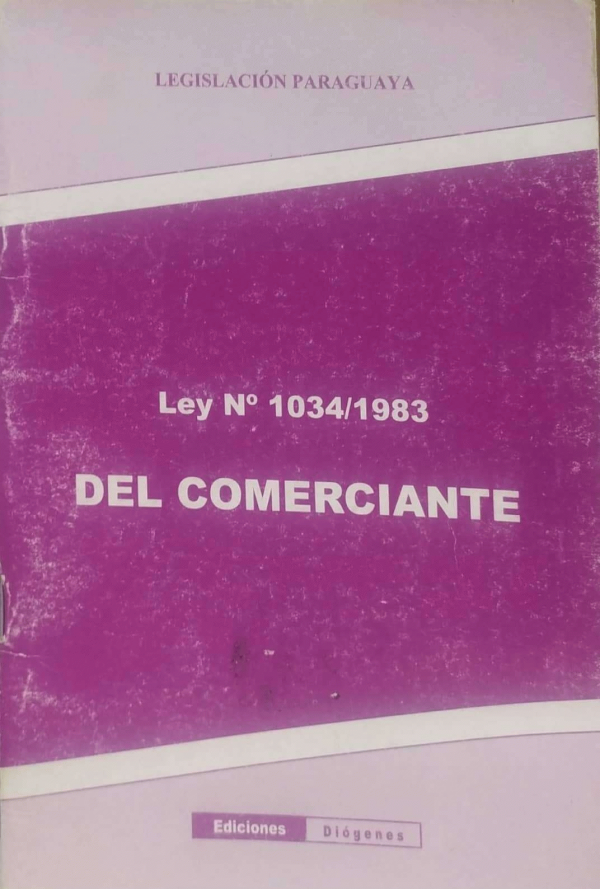 LEGISLACIÓN PARAGUAYA
Ley Nº 1034/1983
DEL COMERCIANTE
Ediciones Diógenes